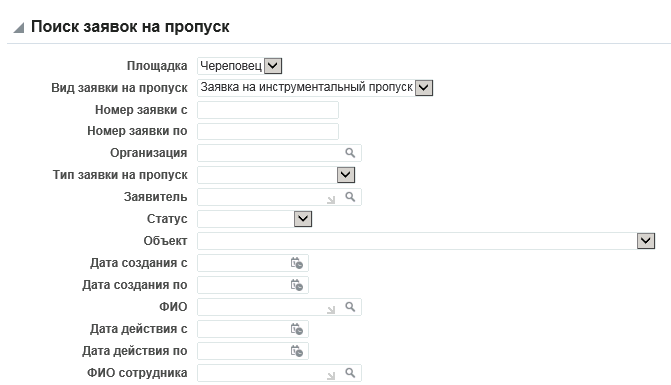 Поиск заявок на пропуск
Площадка Череповец
Вид заявки на пропуск Заявка на инструментальный пропуск
Номер заявки с
Номер заявки по
Организация
Тип заявки на пропуск
Заявитель
Статус
Объект
Дата создания с
Дата создания по
ФИО
Дата действия с
Дата действия по
ФИО сотрудника